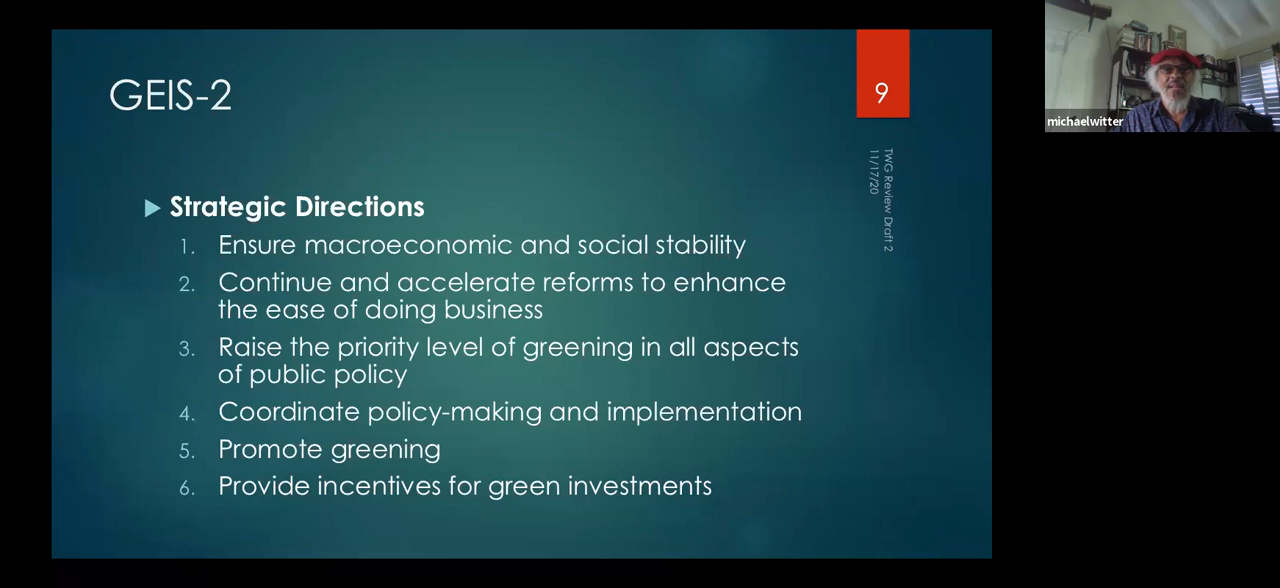 GEIS-2
9
TWG Review Draft 2
11/17/20
Strategic Directions
1. Ensure macroeconomic and social stability
2. Continue and accelerate reforms to enhance
the ease of doing business
3. Raise the priority level of greening in all aspects
of public policy
4. Coordinate policy-making and implementation
5. Promote greening
6. Provide incentives for green investments
michaelwitter